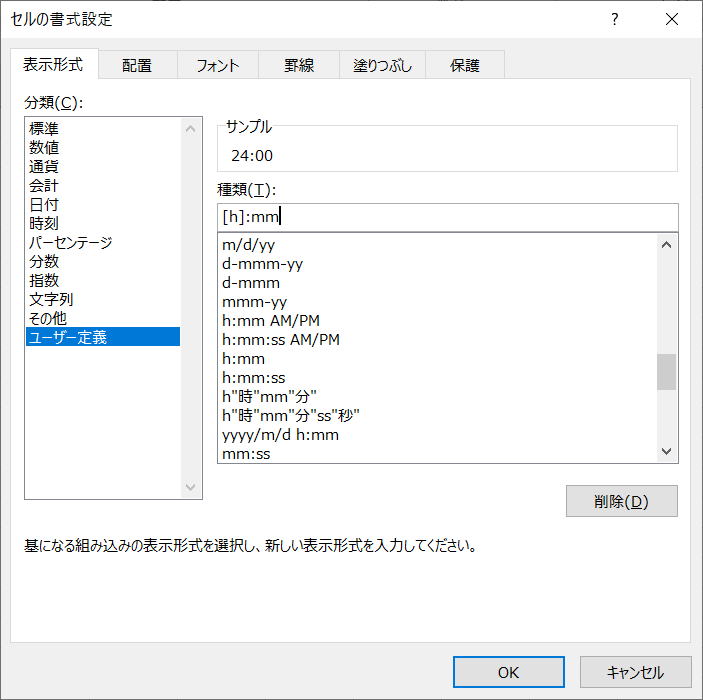 セルの書式設定
?
表示形式 配置 フォント 罫線 塗りつぶし 保護
分類(C):
標準
数値
通貨
会計
日付
時刻
パーセンテージ
分数
指数
文字列
その他
ユーザー定義
サンプル
24:00
種類(T):
[h]:mm
m/d/yy
d-mmm-yy
d-mmm
mmm-yy
h:mm AM/PM
h:mm:ss AM/PM
h:mm
h:mm:ss
h"時"mm"分"
h"時"mm"分"ss"秒"
yyyy/m/d h:mm
mm:ss
削除(D)
基になる組み込みの表示形式を選択し、新しい表示形式を入力してください。
OK キャンセル